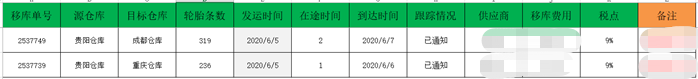 移库单号 源仓库 目标仓库 轮胎条数 发运时间 在途时间 到达时间 跟踪情况 供应商 移库费用 税点 备注
2537749 贵阳仓库 成都仓库 319 2020/6/5 2 2020/6/7 已通知 9%
2537739 贵阳仓库 重庆仓库 236 2020/6/5 1 2020/6/6 已通知 9%